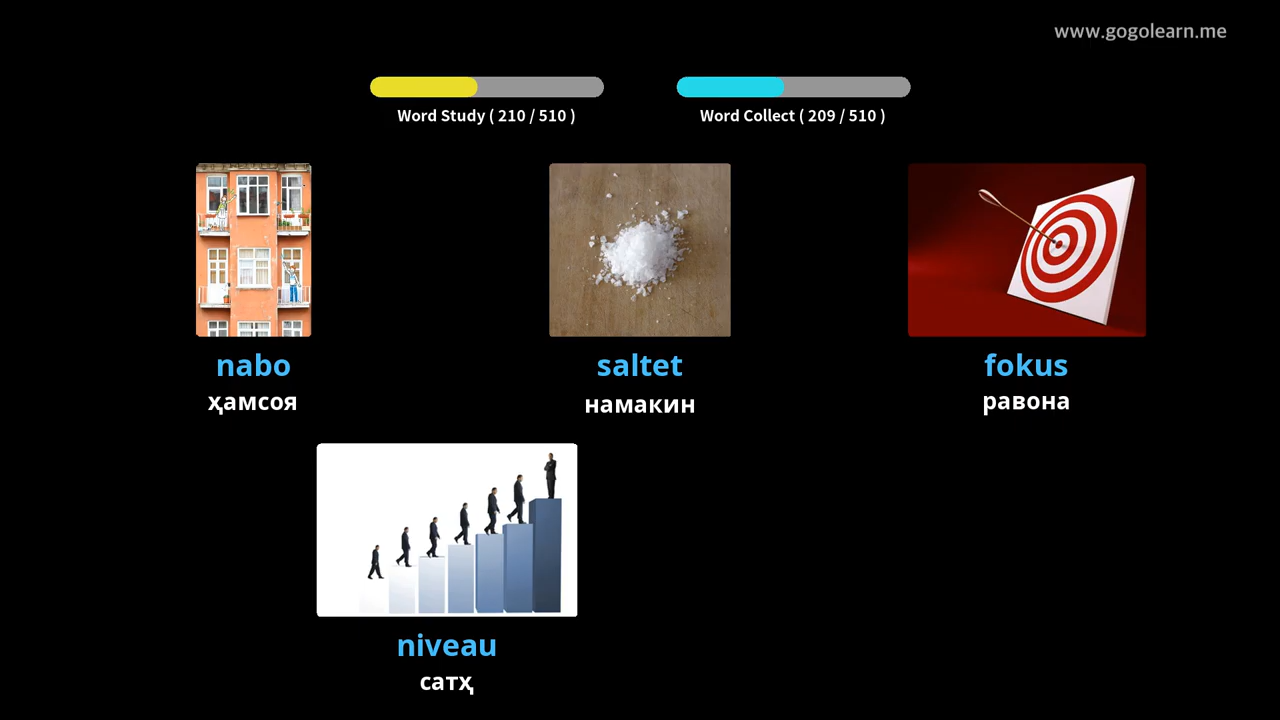 www.gogolearn.me
Word Study ( 210 / 510 )
Word Collect ( 209 / 510 )
nabo
ҳамсоя
saltet
намакин
fokus
равона
niveau
сатҳ